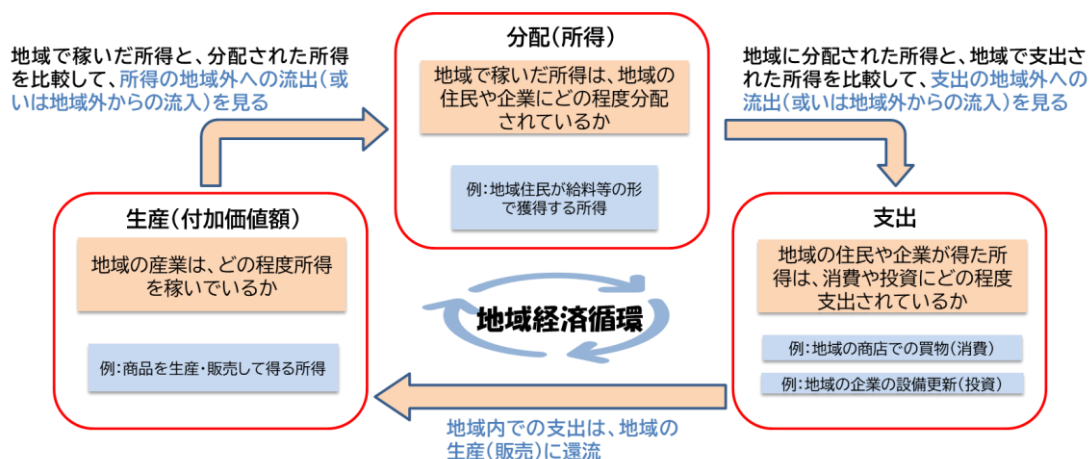 地域で稼いだ所得と、分配された所得
を比較して、所得の地域外への流出(或
いは地域外からの流入)を見る
分配(所得)
地域で稼いだ所得は、地域の
住民や企業にどの程度分配
されているか
例:地域住民が給料等の形
で獲得する所得
地域に分配された所得と、地域で支出
された所得を比較して、支出の地域外への
流出(或いは地域外からの流入)を見る
生産(付加価値額)
地域の産業は、どの程度所得
を稼いでいるか
例:商品を生産・販売して得る所得
地域経済循環
支出
地域の住民や企業が得た所
得は、消費や投資にどの程度
支出されているか
例:地域の商店での買物(消費)
例:地域の企業の設備更新(投資)
地域内での支出は、地域の
生産(販売)に還流